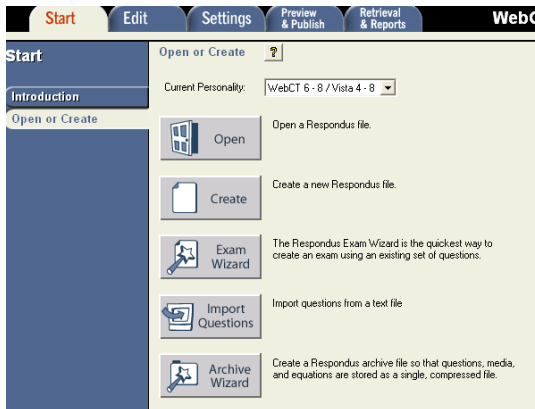 Start
Edit
Settings
Preview
& Publish
Retrieval
& Reports
WebC
Start
Introduction
Open or Create
Open or Create ?
Current Personality: WebCT 6 - 8 / Vista 4 - 8
Open
Open a Respondus file.
Create
Create a new Respondus file.
Exam
Wizard
The Respondus Exam Wizard is the quickest way to
create an exam using an existing set of questions.
Import
Questions
Import questions from a text file
Archive
Wizard
Create a Respondus archive file so that questions, media,
and equations are stored as a single, compressed file.